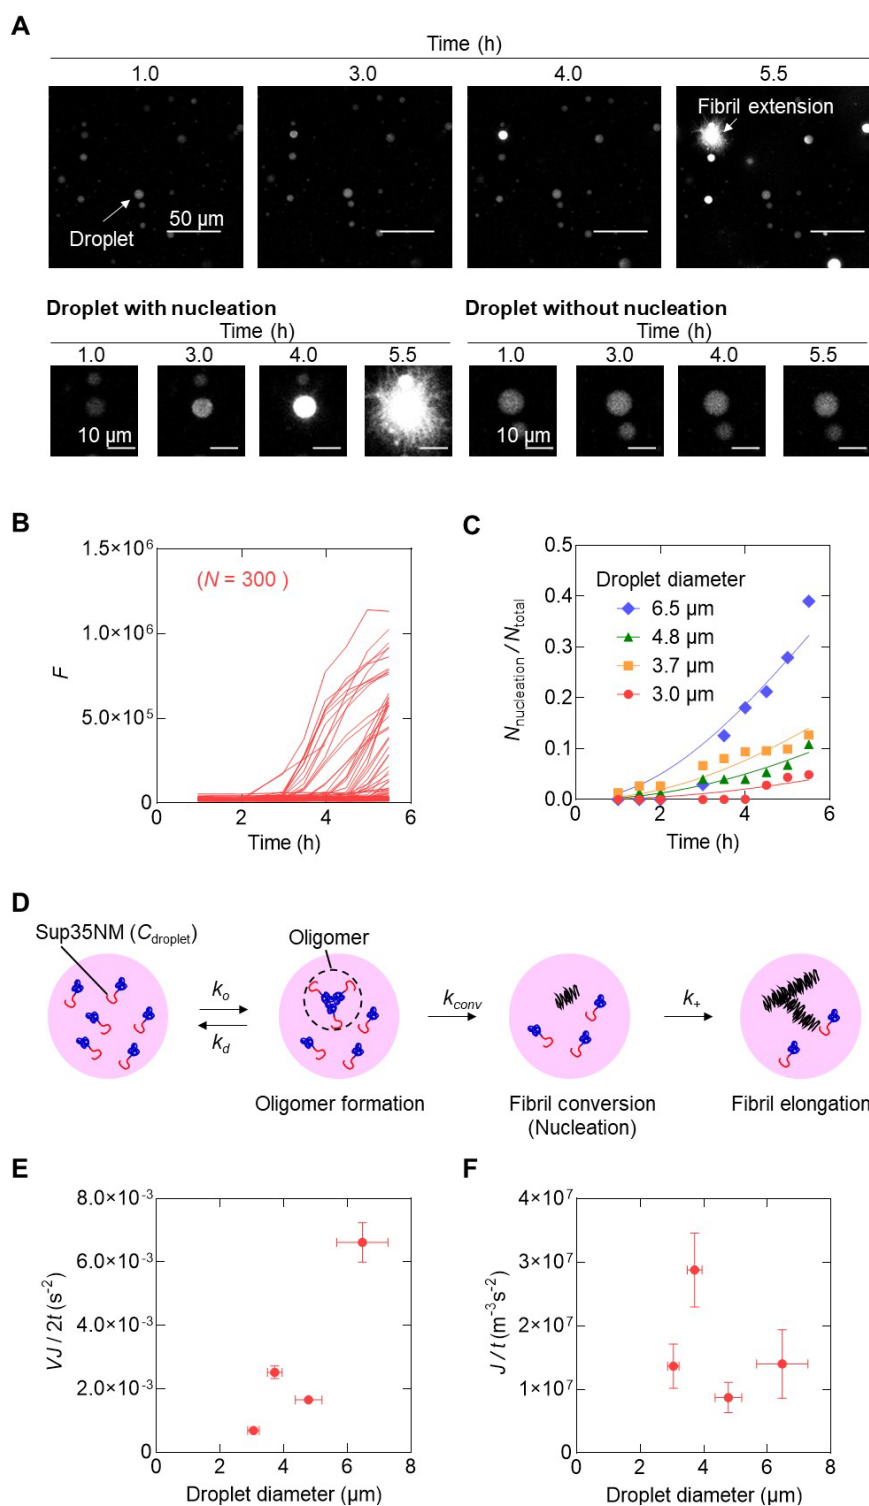 A
Time (h)
1.0 3.0 4.0 5.5
Fibril extension
50 µm
Droplet
Droplet with nucleation
Time (h)
1.0 3.0 4.0 5.5
10 µm
Droplet without nucleation
Time (h)
1.0 3.0 4.0 5.5
10 µm
B
1.5×10⁶
1.0×10⁶
5.0×10⁵
0
F
(N = 300 )
0 2 4 6
Time (h)
C
0.5
0.4
0.3
0.2
0.1
0.0
Nnucleation / Ntotal
Droplet diameter
6.5 µm
4.8 µm
3.7 µm
3.0 µm
0 2 4 6
Time (h)
D
Sup35NM (Cdroplet)
Oligomer
ko
kd
kconv
k+
Oligomer formation
Fibril conversion
(Nucleation)
Fibril elongation
E
8.0×10⁻³
6.0×10⁻³
4.0×10⁻³
2.0×10⁻³
0
VJ / 2t (s⁻²)
0 2 4 6 8
Droplet diameter (µm)
F
4×10⁷
3×10⁷
2×10⁷
1×10⁷
0
J / t (m⁻³s⁻²)
0 2 4 6 8
Droplet diameter (µm)